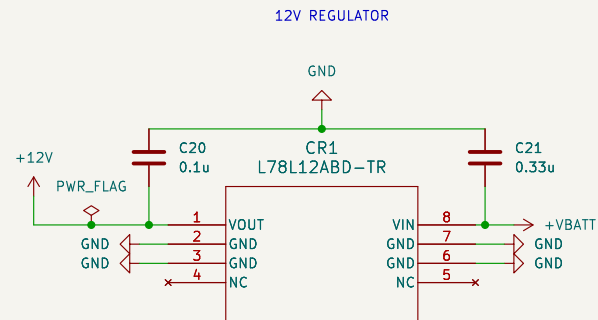 12V REGULATOR
GND
C20
0.1u
CR1
L78L12ABD-TR
C21
0.33u
+12V
PWR_FLAG
1 VOUT VIN 8 +VBATT
GND 2 GND GND 7 GND
GND 3 GND GND 6 GND
4 NC NC 5